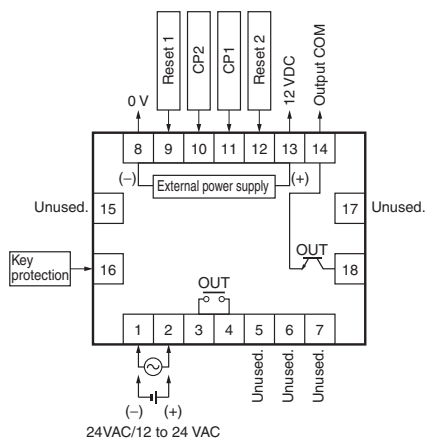 Reset 1
CP2
CP1
Reset 2
0 V
12 VDC
Output COM
8 9 10 11 12 13 14
(−) External power supply (+)
Unused. 15
17 Unused.
Key
protection
16
OUT
18
OUT
1 2 3 4 5 6 7
Unused.
Unused.
Unused.
(−) (+)
24VAC/12 to 24 VAC